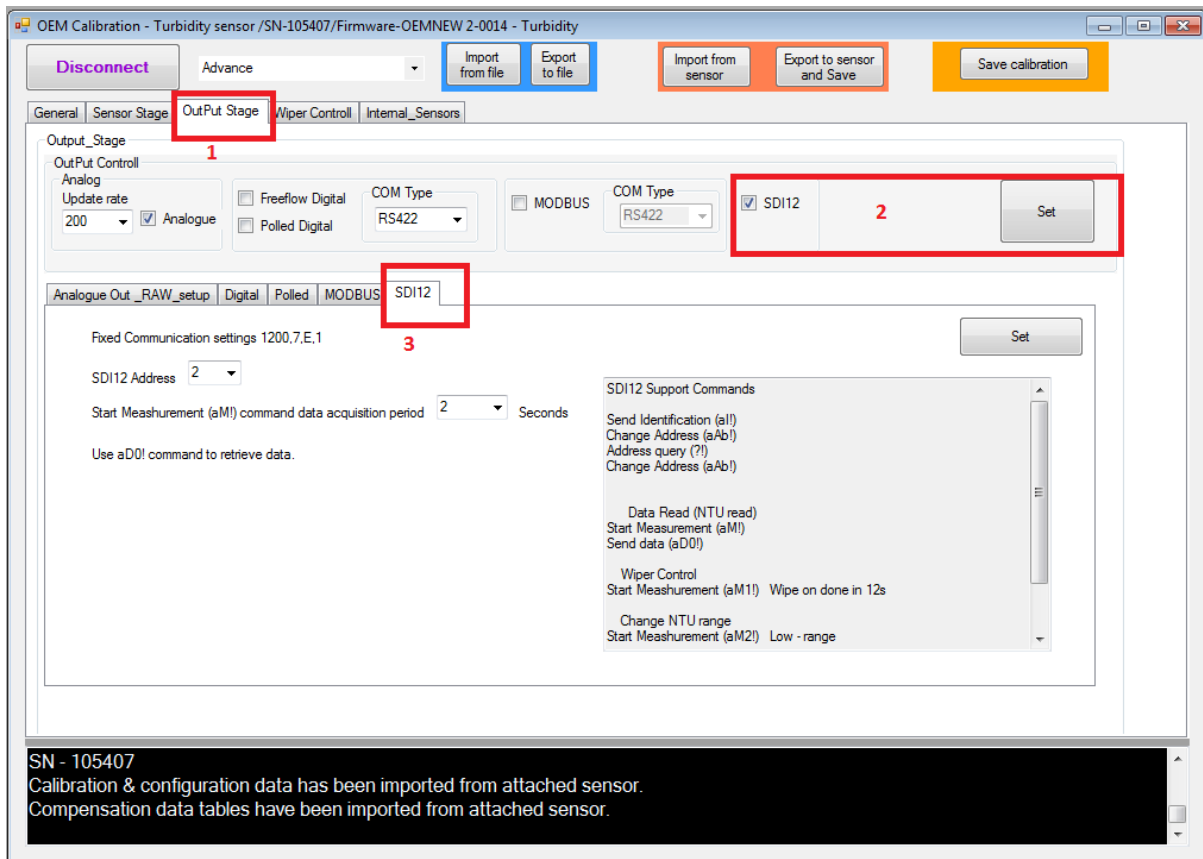 OEM Calibration - Turbidity sensor /SN-105407/Firmware-OEMNEW 2-0014 - Turbidity
Disconnect
Advance
Import from file
Export to file
Import from sensor
Export to sensor and Save
Save calibration
General
Sensor Stage
OutPut Stage
Wiper Controll
Internal_Sensors
1
Output_Stage
OutPut Controll
Analog
Update rate
200
Analogue
Freeflow Digital
Polled Digital
COM Type
RS422
MODBUS
COM Type
RS422
SDI12
2
Set
Analogue Out _RAW_setup
Digital
Polled
MODBUS
SDI12
3
Fixed Communication settings 1200,7,E,1
Set
SDI12 Address 2
Start Meashurement (aM!) command data acquisition period 2 Seconds
Use aD0! command to retrieve data.
SDI12 Support Commands
Send Identification (aI!)
Change Address (aAb!)
Address query (?!)
Change Address (aAb!)
Data Read (NTU read)
Start Measurement (aM!)
Send data (aD0!)
Wiper Control
Start Meashurement (aM1!) Wipe on done in 12s
Change NTU range
Start Meashurement (aM2!) Low - range
SN - 105407
Calibration & configuration data has been imported from attached sensor.
Compensation data tables have been imported from attached sensor.